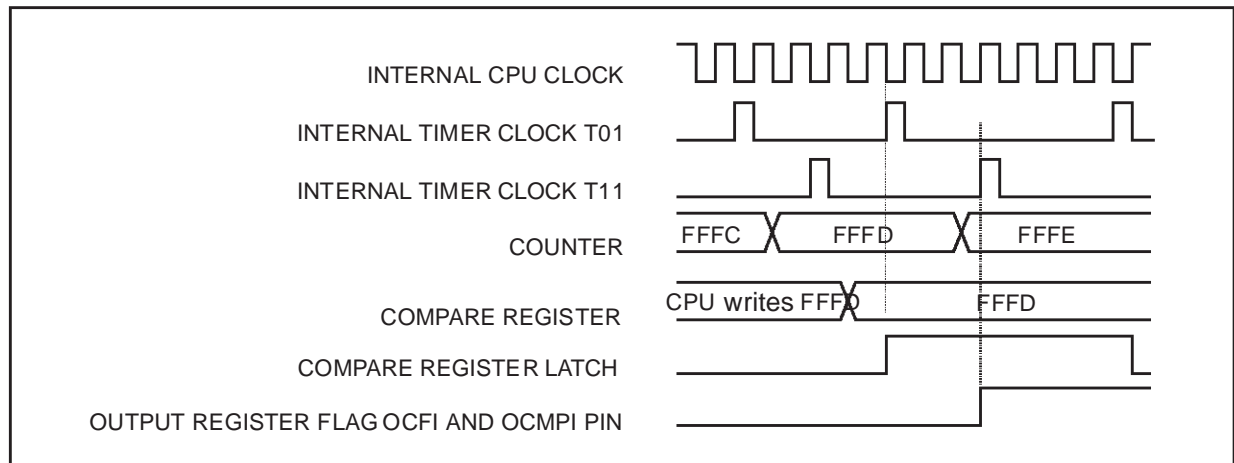 INTERNAL CPU CLOCK
INTERNAL TIMER CLOCK T01
INTERNAL TIMER CLOCK T11
COUNTER FFFC FFFD FFFE
COMPARE REGISTER CPU writes FFFD FFFD
COMPARE REGISTER LATCH
OUTPUT REGISTER FLAG OCFI AND OCMPI PIN